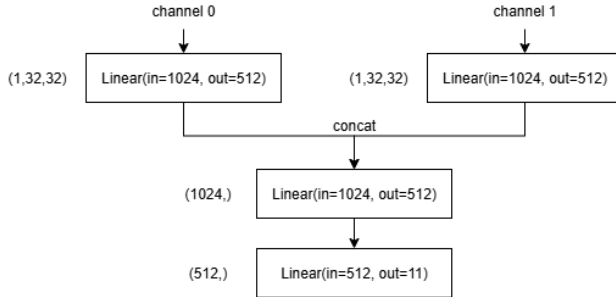 channel 0
channel 1
(1,32,32)
Linear(in=1024, out=512)
(1,32,32)
Linear(in=1024, out=512)
concat
(1024,)
Linear(in=1024, out=512)
(512,)
Linear(in=512, out=11)